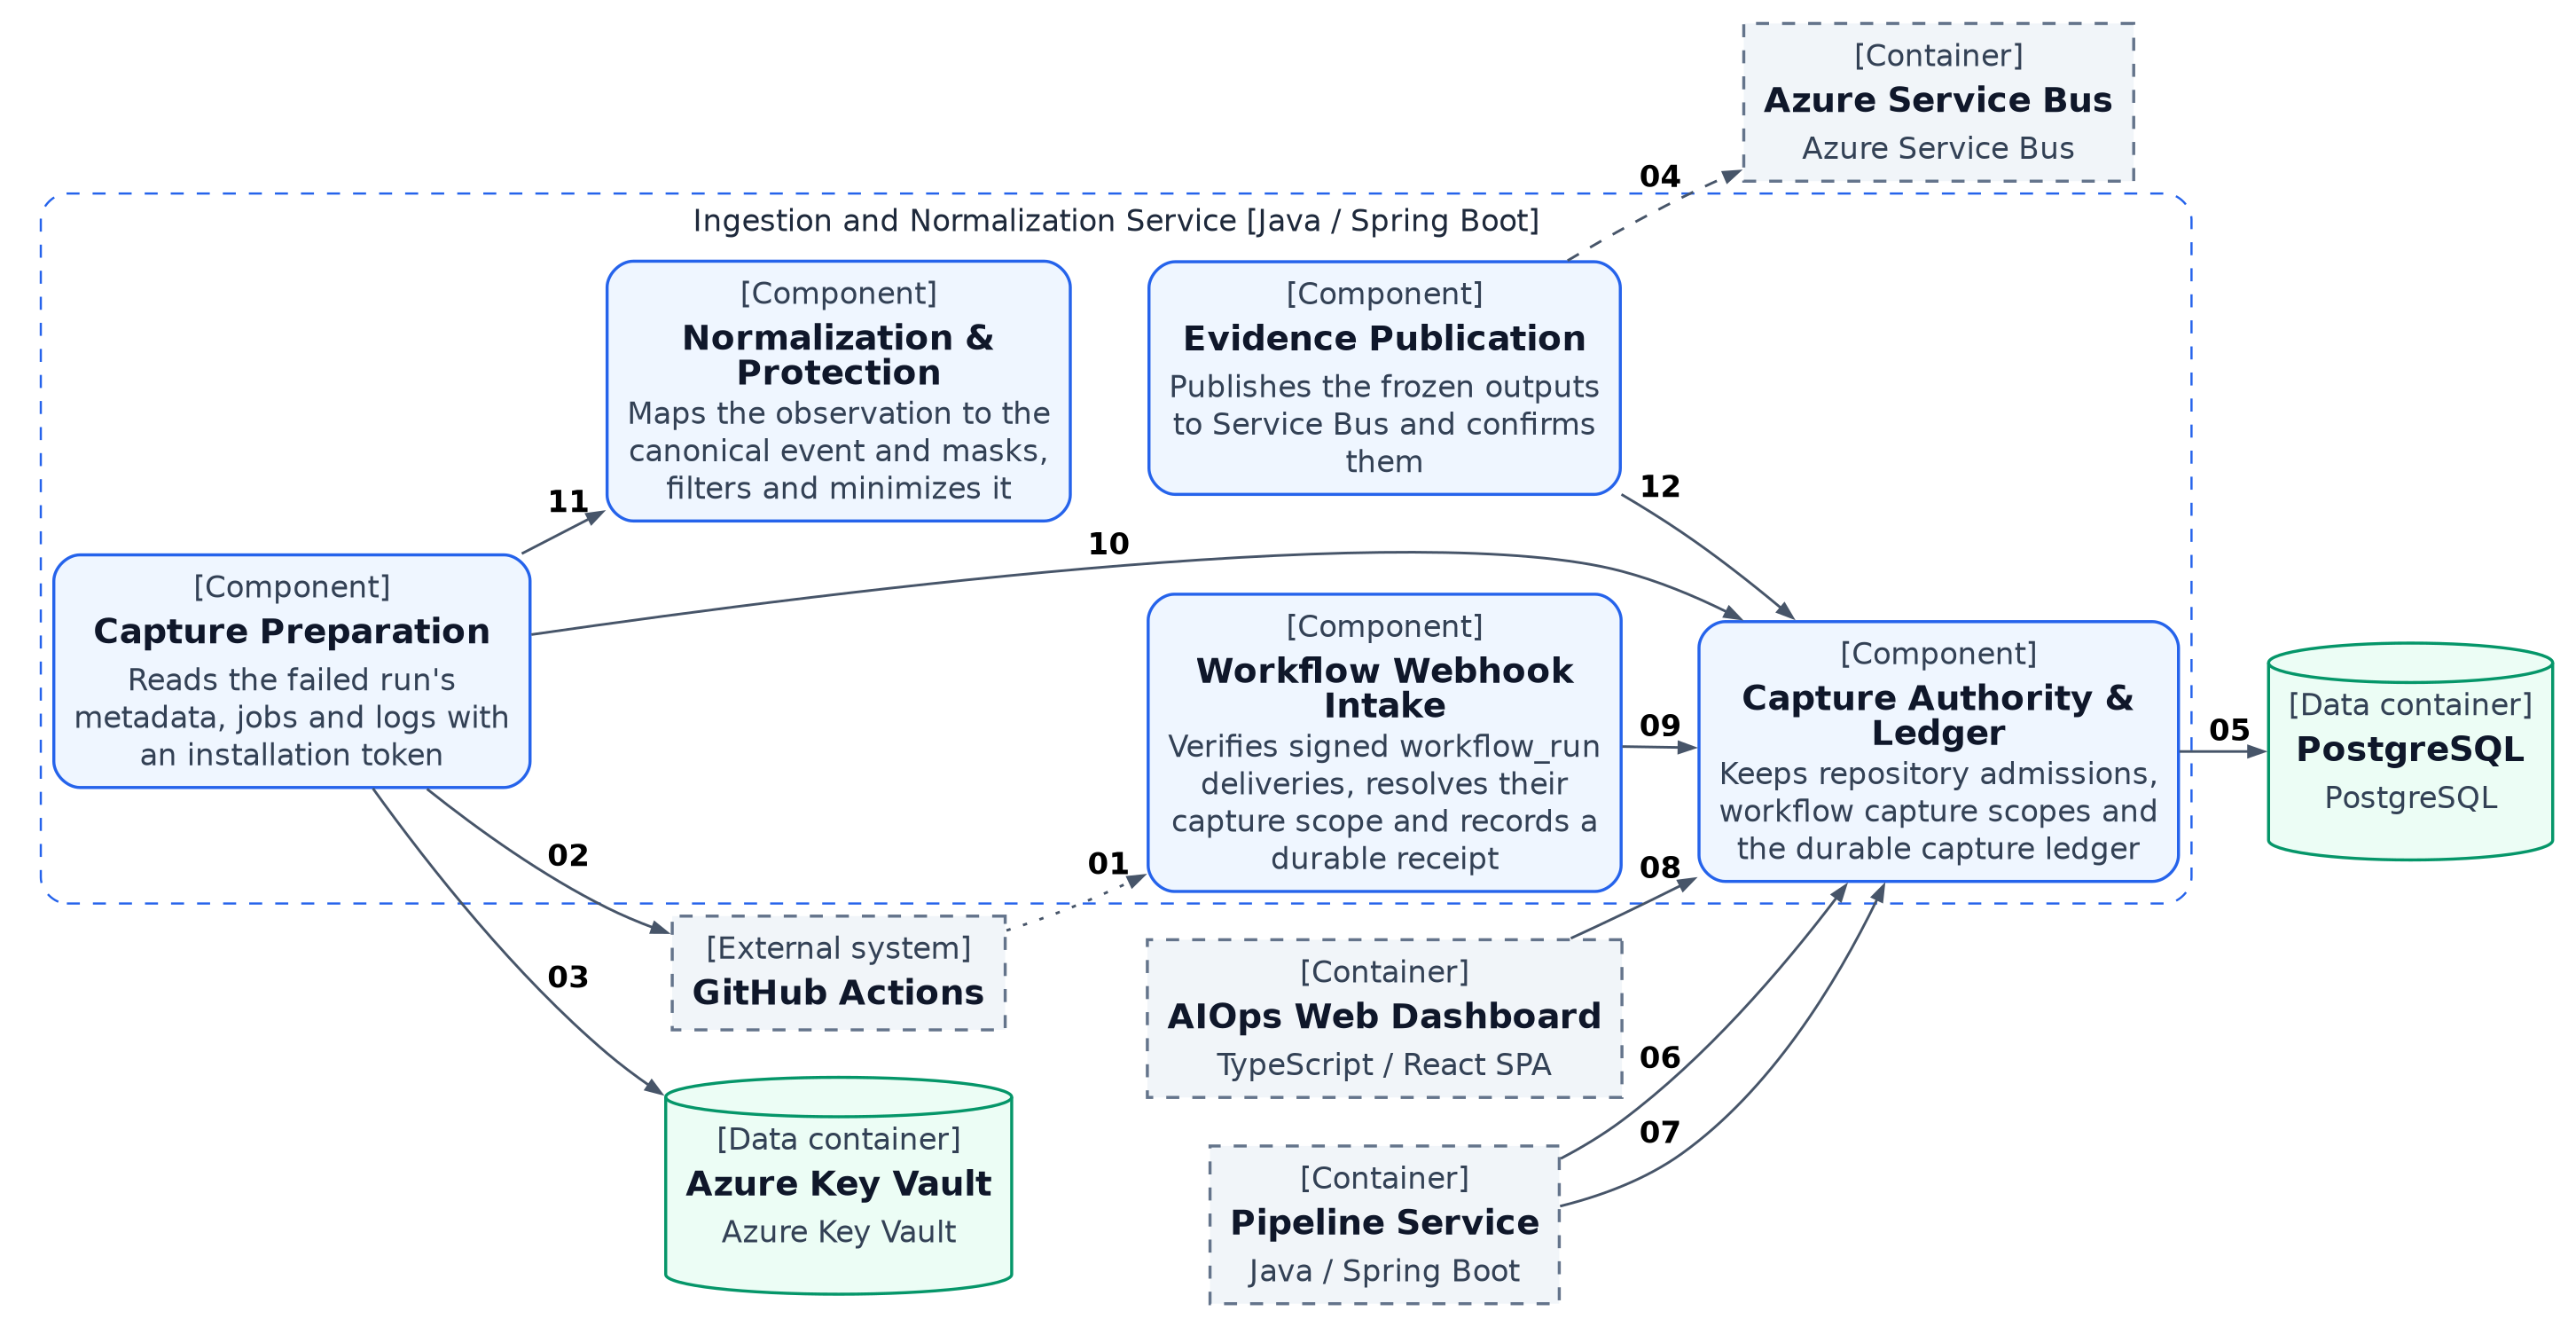 [Container]
Azure Service Bus
Azure Service Bus
04
Ingestion and Normalization Service [Java / Spring Boot]
[Component]
Normalization &
Protection
Maps the observation to the
canonical event and masks,
filters and minimizes it
[Component]
Evidence Publication
Publishes the frozen outputs
to Service Bus and confirms
them
11
12
10
[Component]
Capture Preparation
Reads the failed run's
metadata, jobs and logs with
an installation token
[Component]
Workflow Webhook
Intake
Verifies signed workflow_run
deliveries, resolves their
capture scope and records a
durable receipt
09
[Component]
Capture Authority &
Ledger
Keeps repository admissions,
workflow capture scopes and
the durable capture ledger
05
[Data container]
PostgreSQL
PostgreSQL
02
01
08
03
[External system]
GitHub Actions
[Container]
AIOps Web Dashboard
TypeScript / React SPA
06
07
[Data container]
Azure Key Vault
Azure Key Vault
[Container]
Pipeline Service
Java / Spring Boot